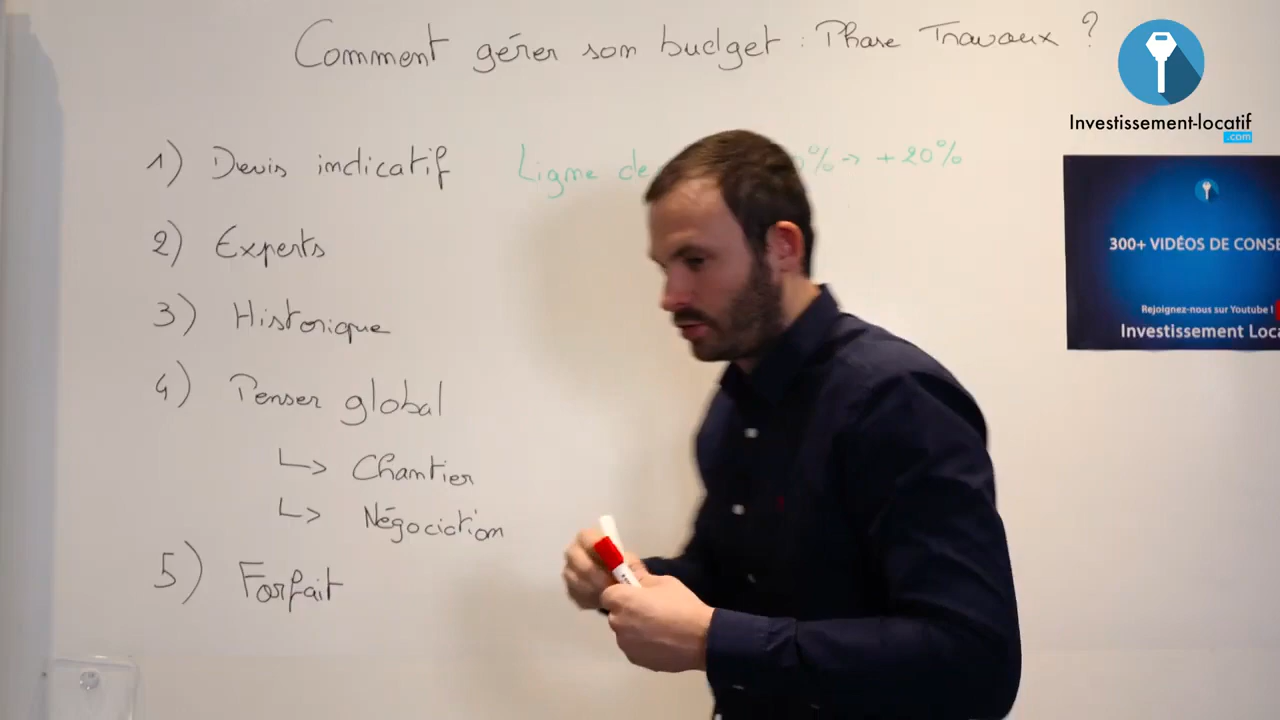 Comment gérer son budget : Phase Travaux ?
Investissement-locatif
.com
1) Devis indicatif Ligne de 0% -> +20%
300+ VIDÉOS DE CONSE
2) Experts
Rejoignez-nous sur Youtube !
3) Historique
Investissement Loca
4) Penser global
↳ Chantier
↳ Négociation
5) Forfait